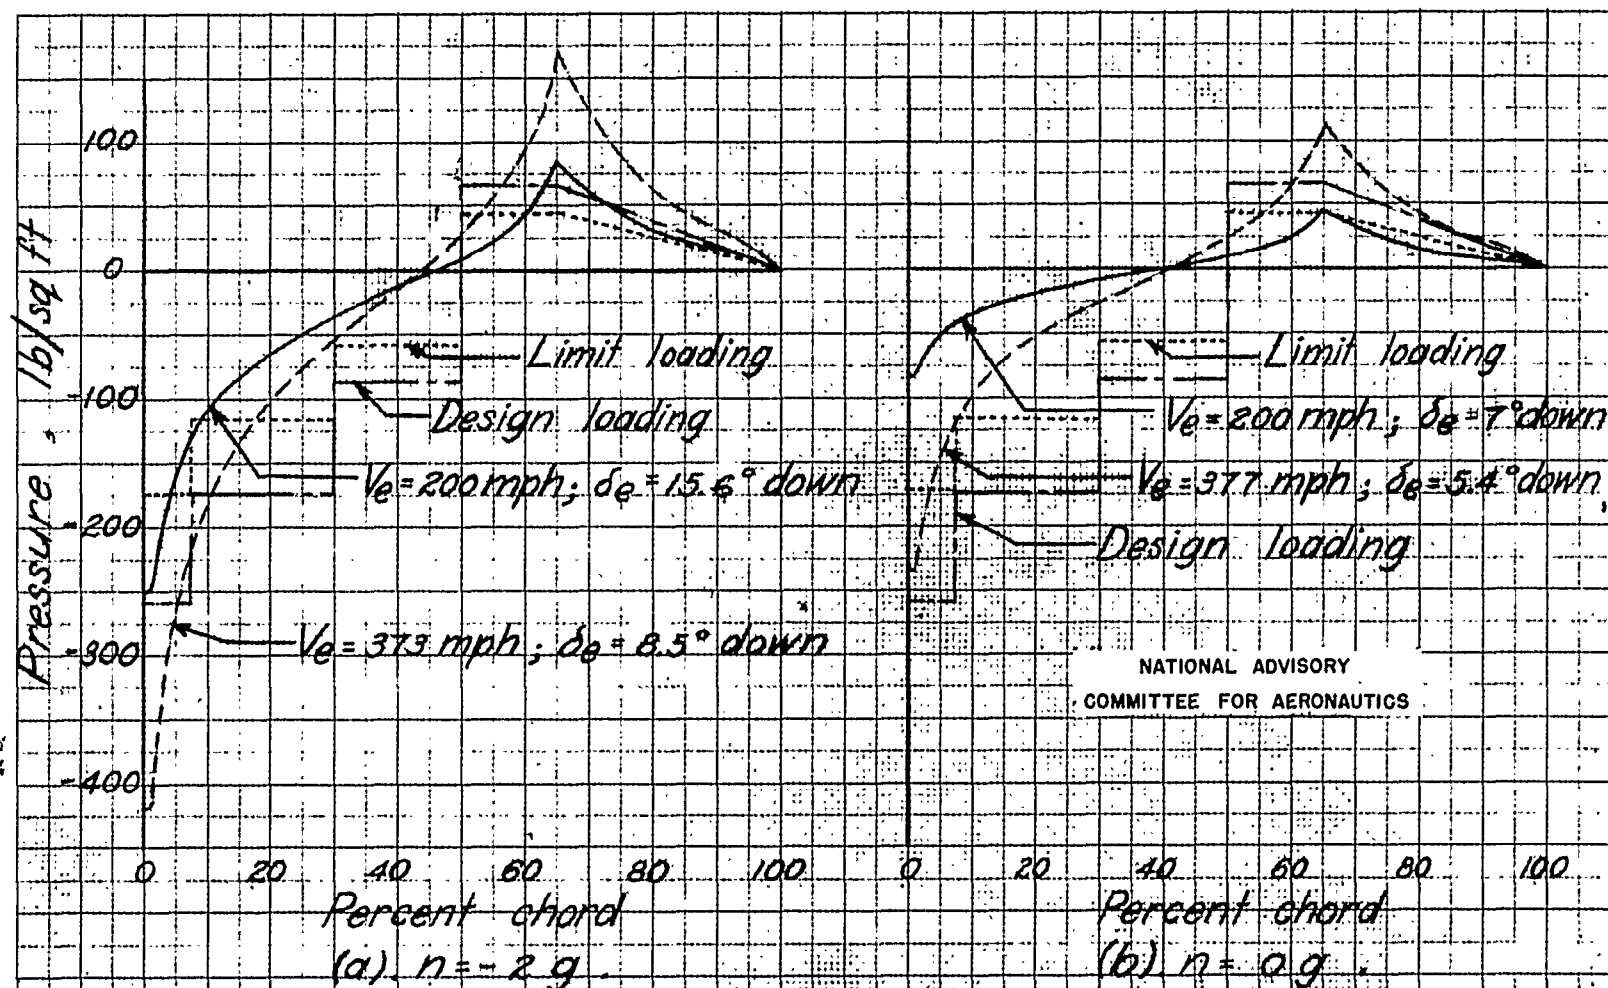 Pressure, lb/sq ft
100
0
-100
-200
-300
-400
Limit loading
Design loading
Ve = 200 mph; δe = 15.6° down
Ve = 373 mph; δe = 8.5° down
0 20 40 60 80 100
Percent chord
(a) n = -2 g.
Limit loading
Ve = 200 mph; δe = 7° down
Ve = 377 mph; δe = 5.4° down
Design loading
NATIONAL ADVISORY
COMMITTEE FOR AERONAUTICS
0 20 40 60 80 100
Percent chord
(b) n = 0 g.